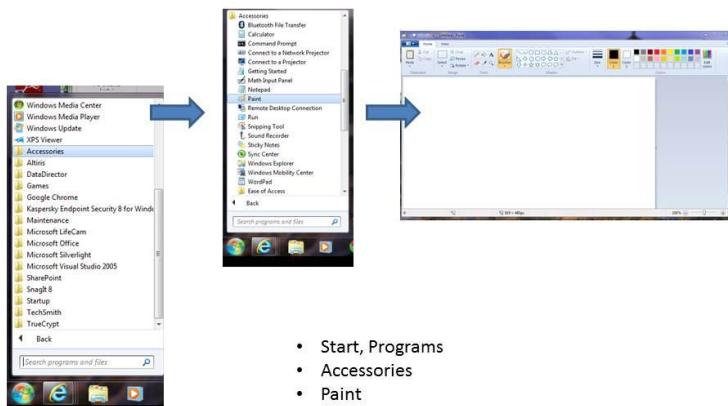 Windows Media Center
Windows Media Player
Windows Update
XPS Viewer
Accessories
Altiris
DataDirector
Games
Google Chrome
Kaspersky Endpoint Security 8 for Windo
Maintenance
Microsoft LifeCam
Microsoft Office
Microsoft Silverlight
Microsoft Visual Studio 2005
SharePoint
SnagIt 8
Startup
TechSmith
TrueCrypt
Back
Search programs and files
Accessories
Bluetooth File Transfer
Calculator
Command Prompt
Connect to a Network Projector
Connect to a Projector
Getting Started
Math Input Panel
Notepad
Paint
Remote Desktop Connection
Run
Snipping Tool
Sound Recorder
Sticky Notes
Sync Center
Windows Explorer
Windows Mobility Center
WordPad
Ease of Access
Back
Search programs and files
Home View
100%
• Start, Programs
• Accessories
• Paint